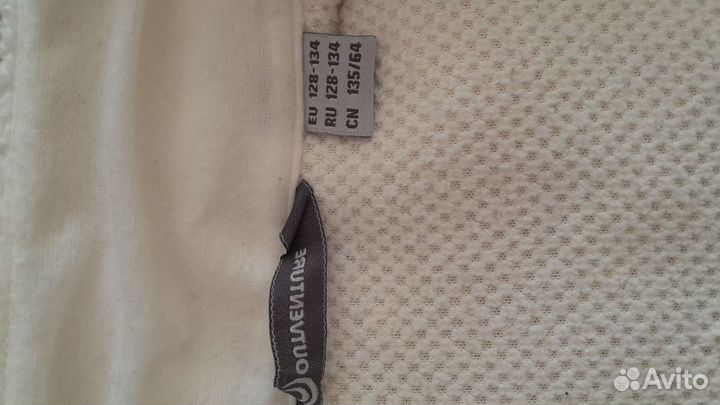 EU 128-134
RU 128-134
CN 135/64
OUTVENTURE
Avito